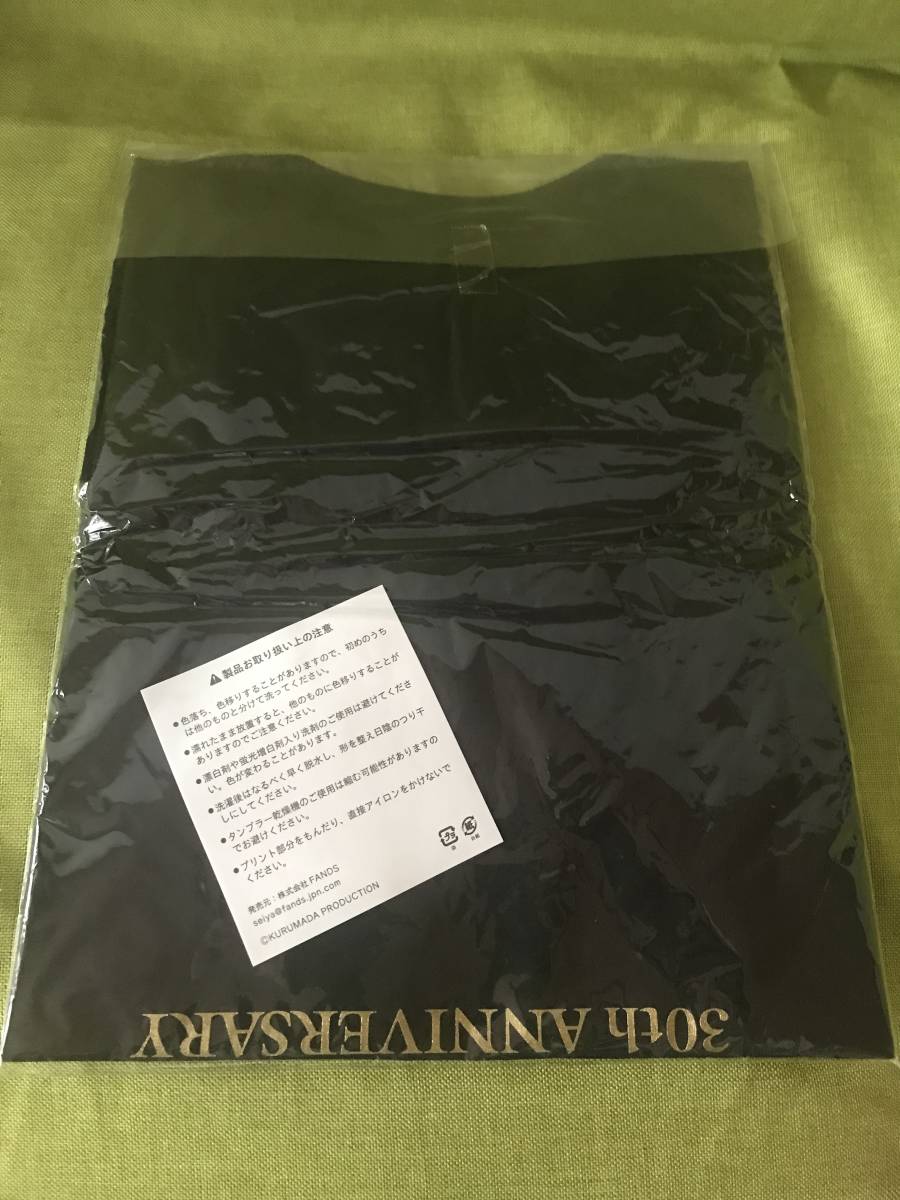 ⚠製品お取り扱い上の注意
●色落ち、色移りすることがありますので、初めのうち
は他のものと分けて洗ってください。
●濡れたまま放置すると、他のものに色移りすることが
ありますのでご注意ください。
●漂白剤や蛍光増白剤入り洗剤のご使用は避けてくださ
い。色が変わることがあります。
●洗濯後はなるべく早く脱水し、形を整え日陰のつり干
しにしてください。
●タンブラー乾燥機のご使用は縮む可能性がありますの
でお避けください。
●プリント部分をもんだり、直接アイロンをかけないで
ください。
プラ
紙
発売元：株式会社FANDS
seiya@fands.jpn.com
©KURUMADA PRODUCTION
30th ANNIVERSARY